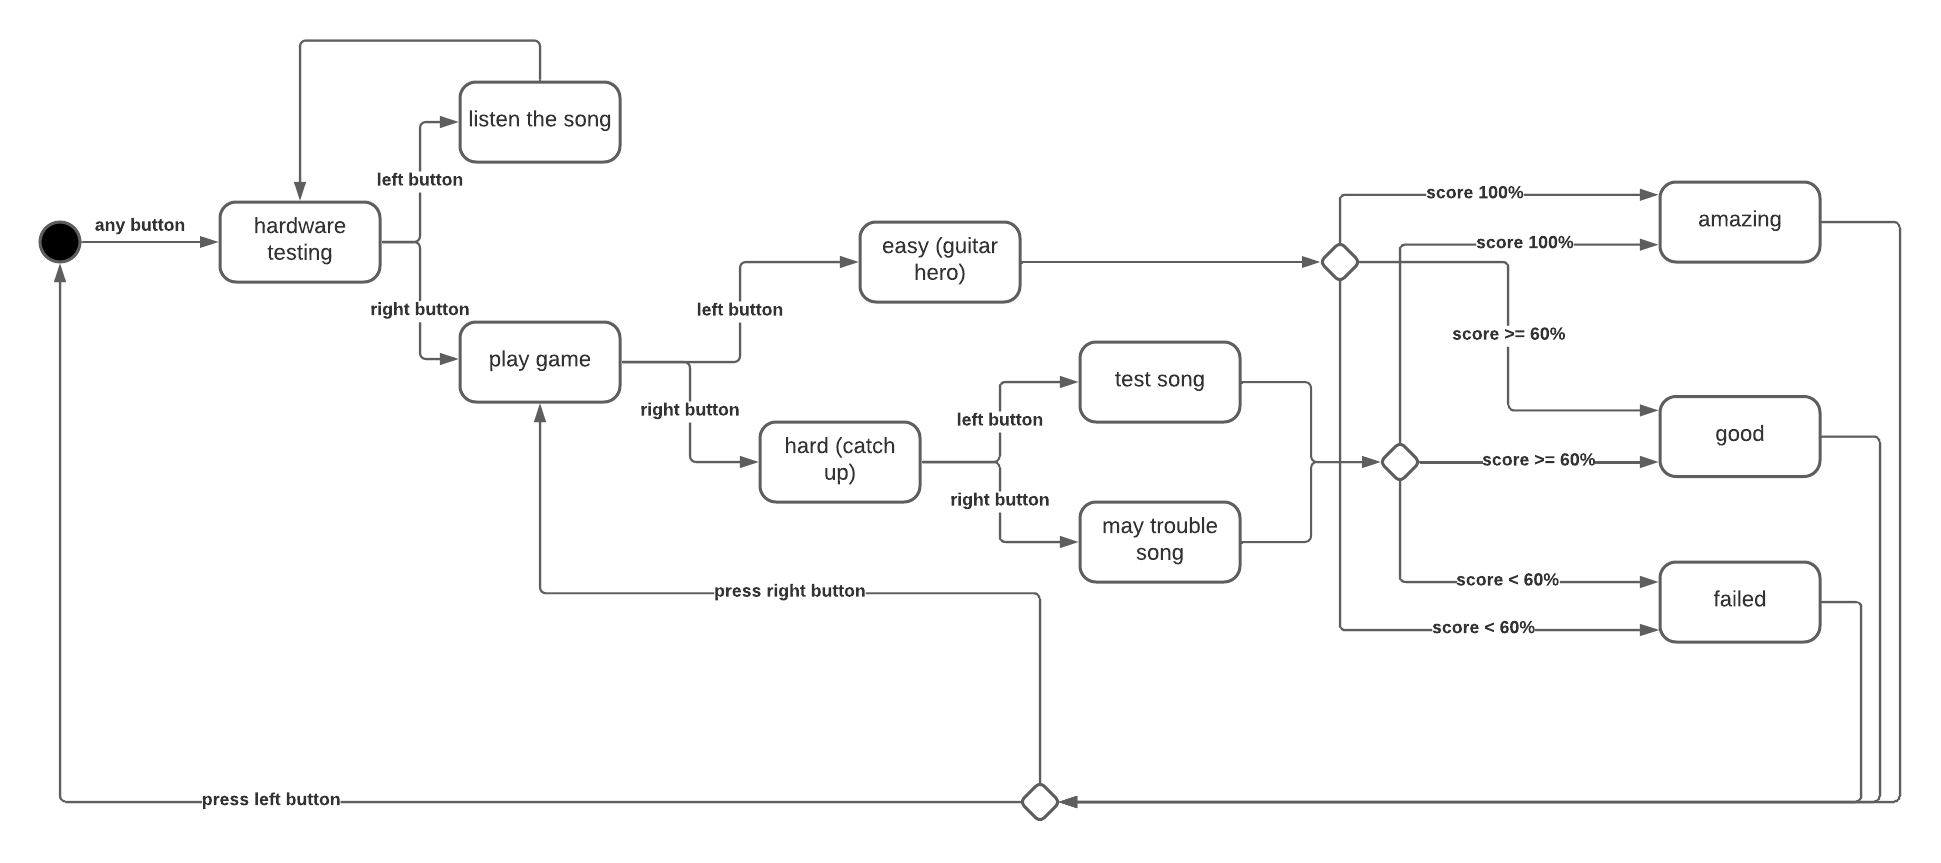 listen the song
left button
any button
hardware
testing
right button
play game
left button
right button
easy (guitar
hero)
hard (catch
up)
left button
right button
test song
may trouble
song
score 100%
score 100%
score >= 60%
score >= 60%
score < 60%
score < 60%
amazing
good
failed
press right button
press left button